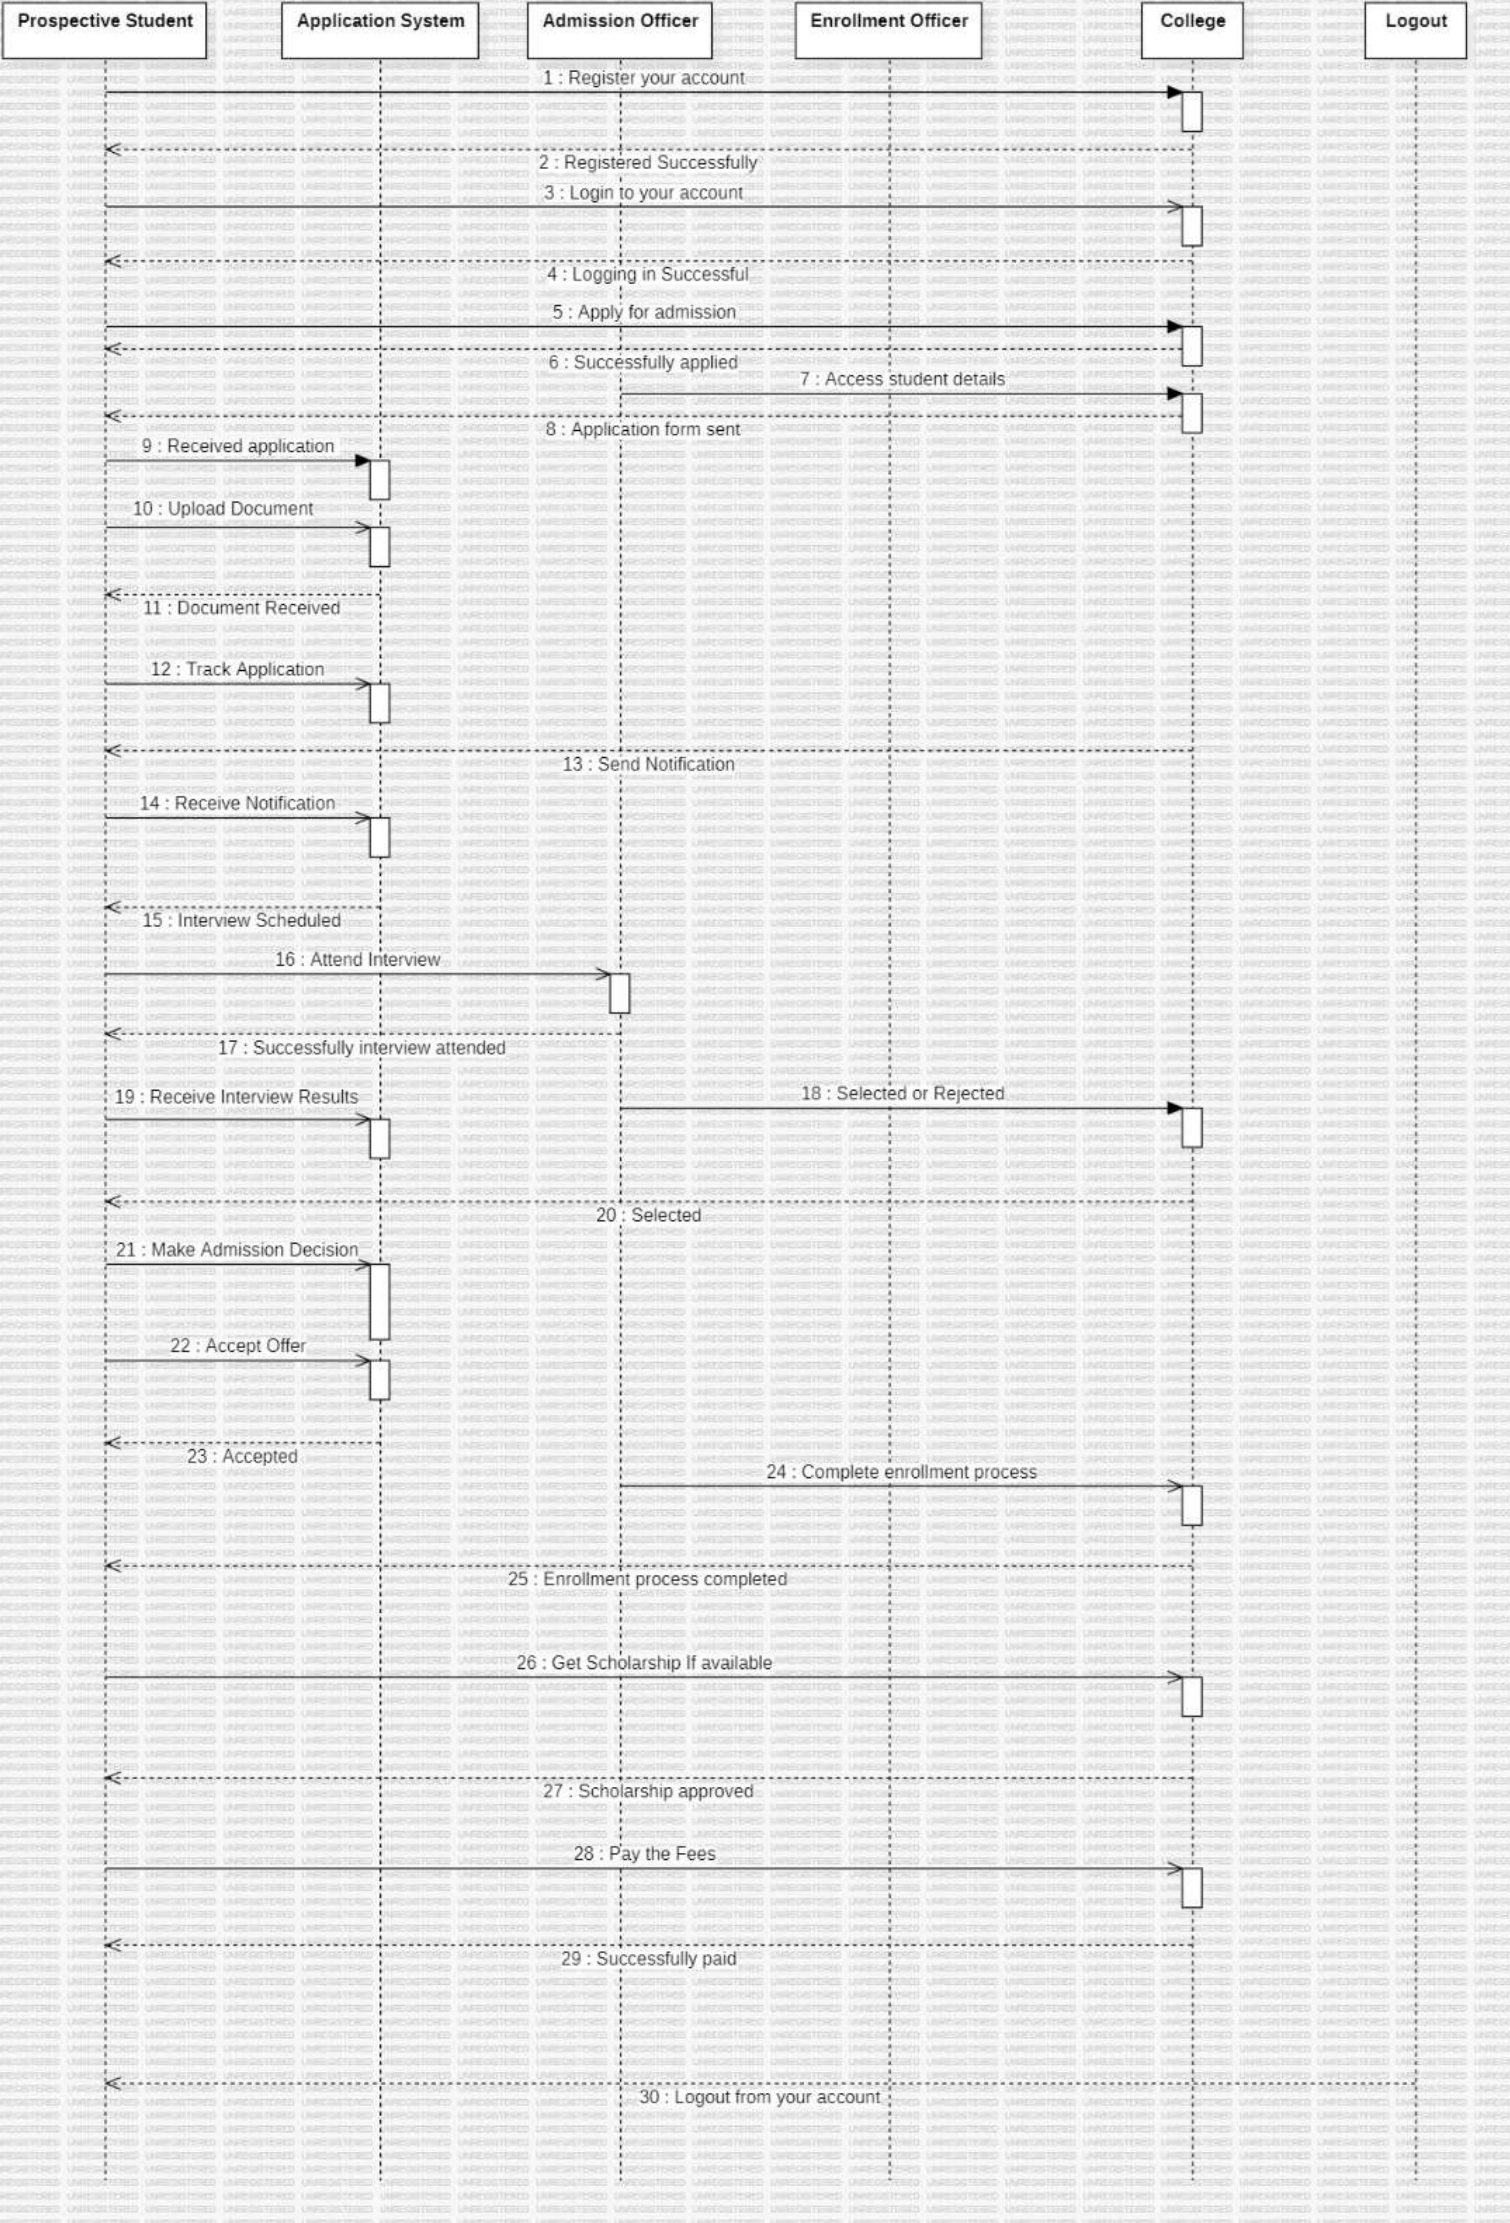 Prospective Student
Application System
Admission Officer
Enrollment Officer
College
Logout
1 : Register your account
2 : Registered Successfully
3 : Login to your account
4 : Logging in Successful
5 : Apply for admission
6 : Successfully applied
7 : Access student details
8 : Application form sent
9 : Received application
10 : Upload Document
11 : Document Received
12 : Track Application
13 : Send Notification
14 : Receive Notification
15 : Interview Scheduled
16 : Attend Interview
17 : Successfully interview attended
18 : Selected or Rejected
19 : Receive Interview Results
20 : Selected
21 : Make Admission Decision
22 : Accept Offer
23 : Accepted
24 : Complete enrollment process
25 : Enrollment process completed
26 : Get Scholarship If available
27 : Scholarship approved
28 : Pay the Fees
29 : Successfully paid
30 : Logout from your account